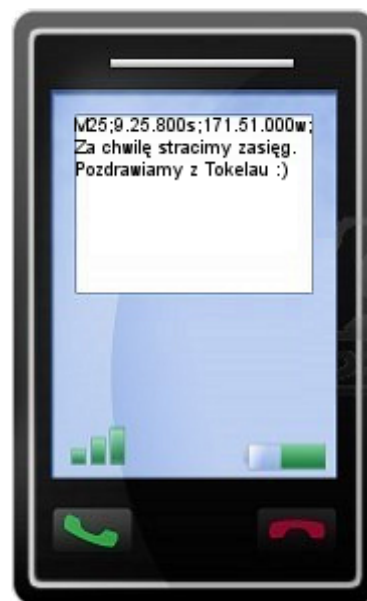 M25;9.25.800s;171.51.000w;
Za chwilę stracimy zasięg.
Pozdrawiamy z Tokelau :)